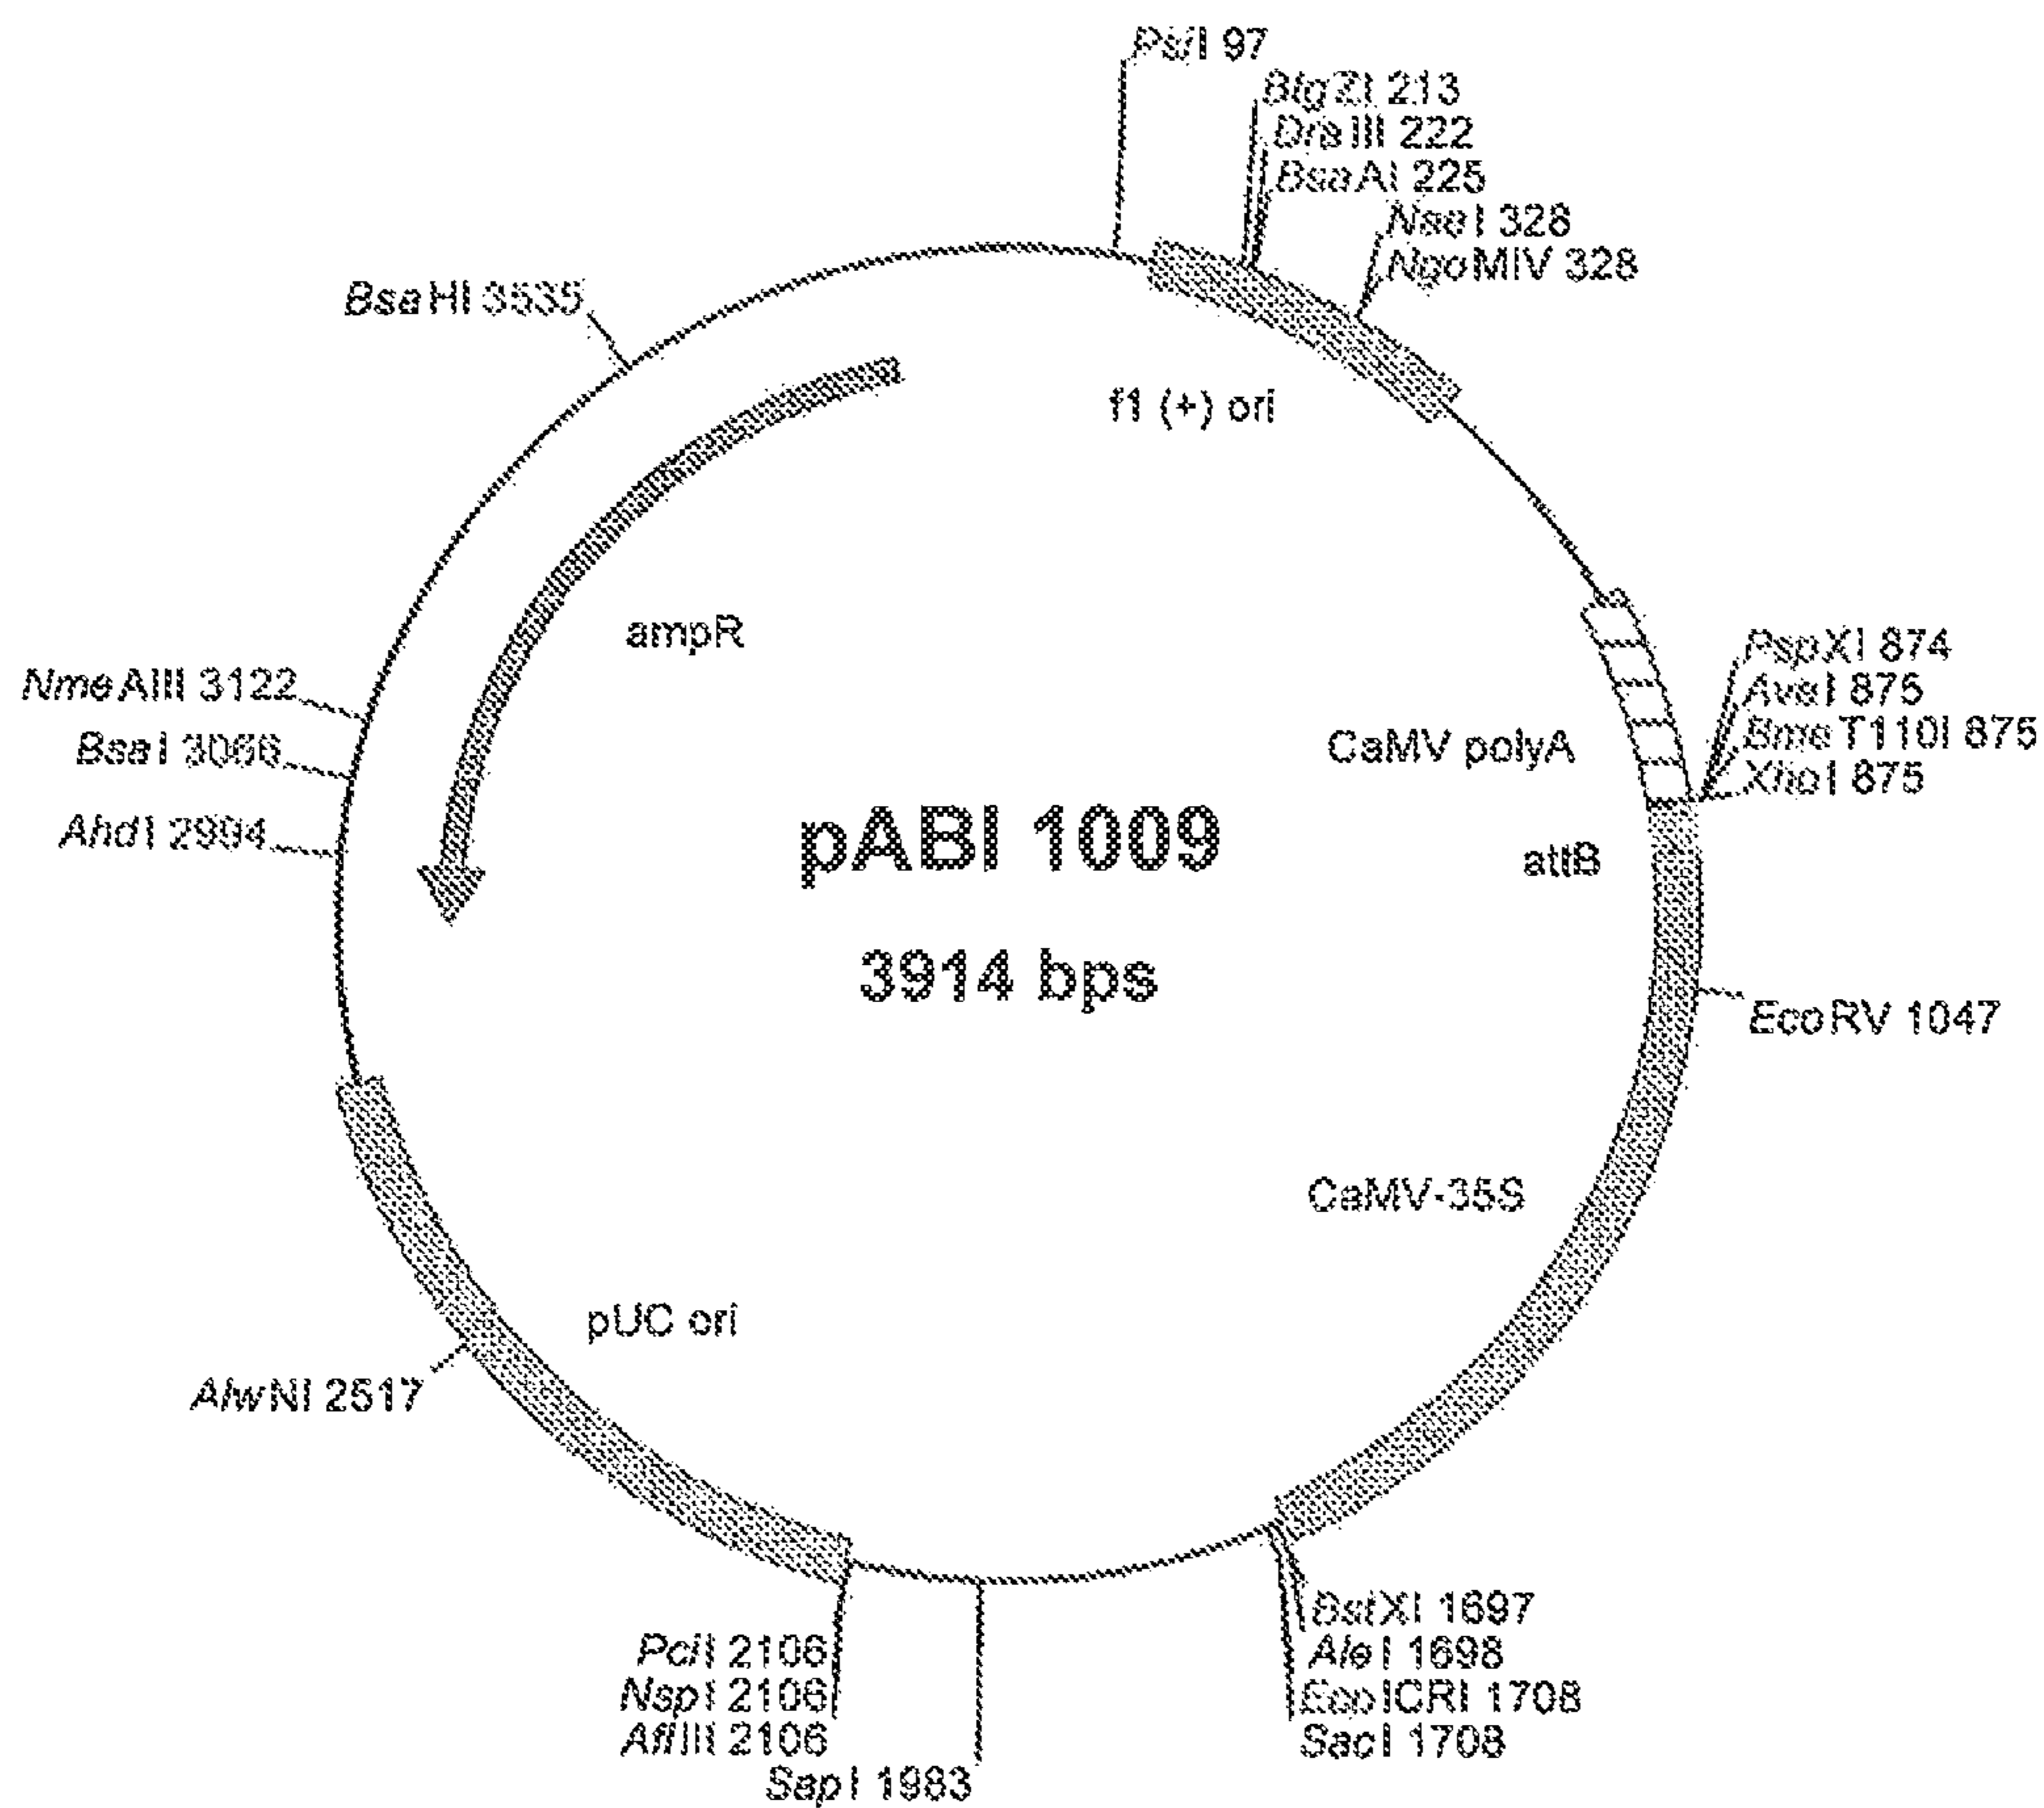 PsiI 97
BtgZI 213
DraIII 222
BsaAI 225
NaeI 328
NgoMIV 328
BsaHI 3535
f1 (+) ori
ampR
NmeAIII 3122
BsaI 3066
AhdI 2994
PspXI 874
AvaI 875
BmeT110I 875
XhoI 875
CaMV polyA
attB
pABI 1009
3914 bps
EcoRV 1047
CaMV-35S
pUC ori
AlwNI 2517
BstXI 1697
AleI 1698
EcoICRI 1708
SacI 1708
PciI 2106
NspI 2106
AflIII 2106
SapI 1983